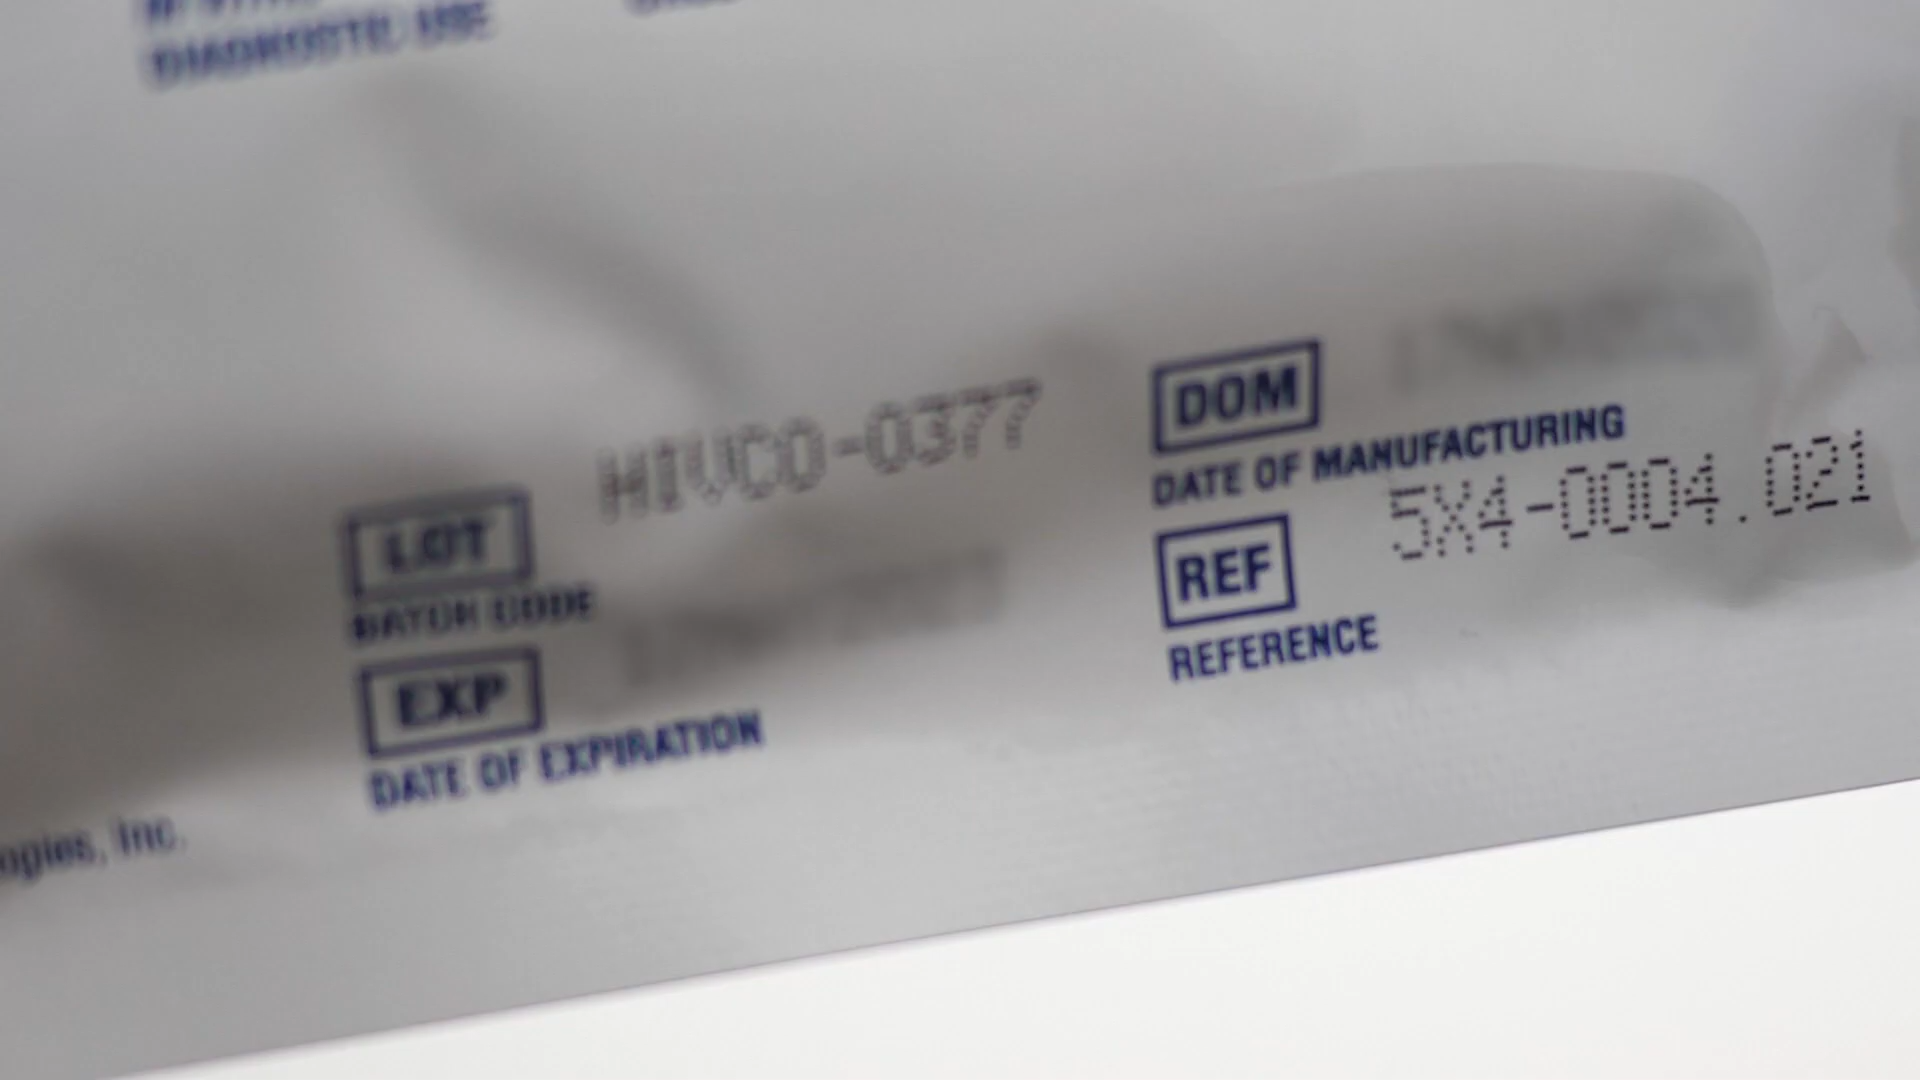 DIAGNOSTIC USE
HIVCO-0377
LOT
BATCH CODE
EXP
DATE OF EXPIRATION
DOM
DATE OF MANUFACTURING
5X4-0004.021
REF
REFERENCE
Inc.